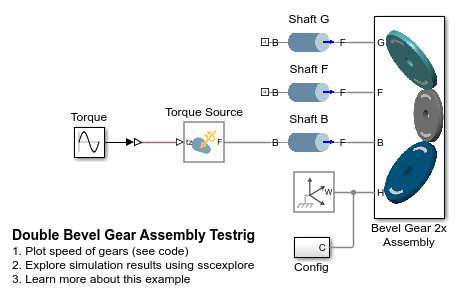 Shaft G
B F G
Shaft F
B F F
Torque
Torque Source
Shaft B
tz F B F B
W H
Bevel Gear 2x
Assembly
C
Config
Double Bevel Gear Assembly Testrig
1. Plot speed of gears (see code)
2. Explore simulation results using sscexplore
3. Learn more about this example